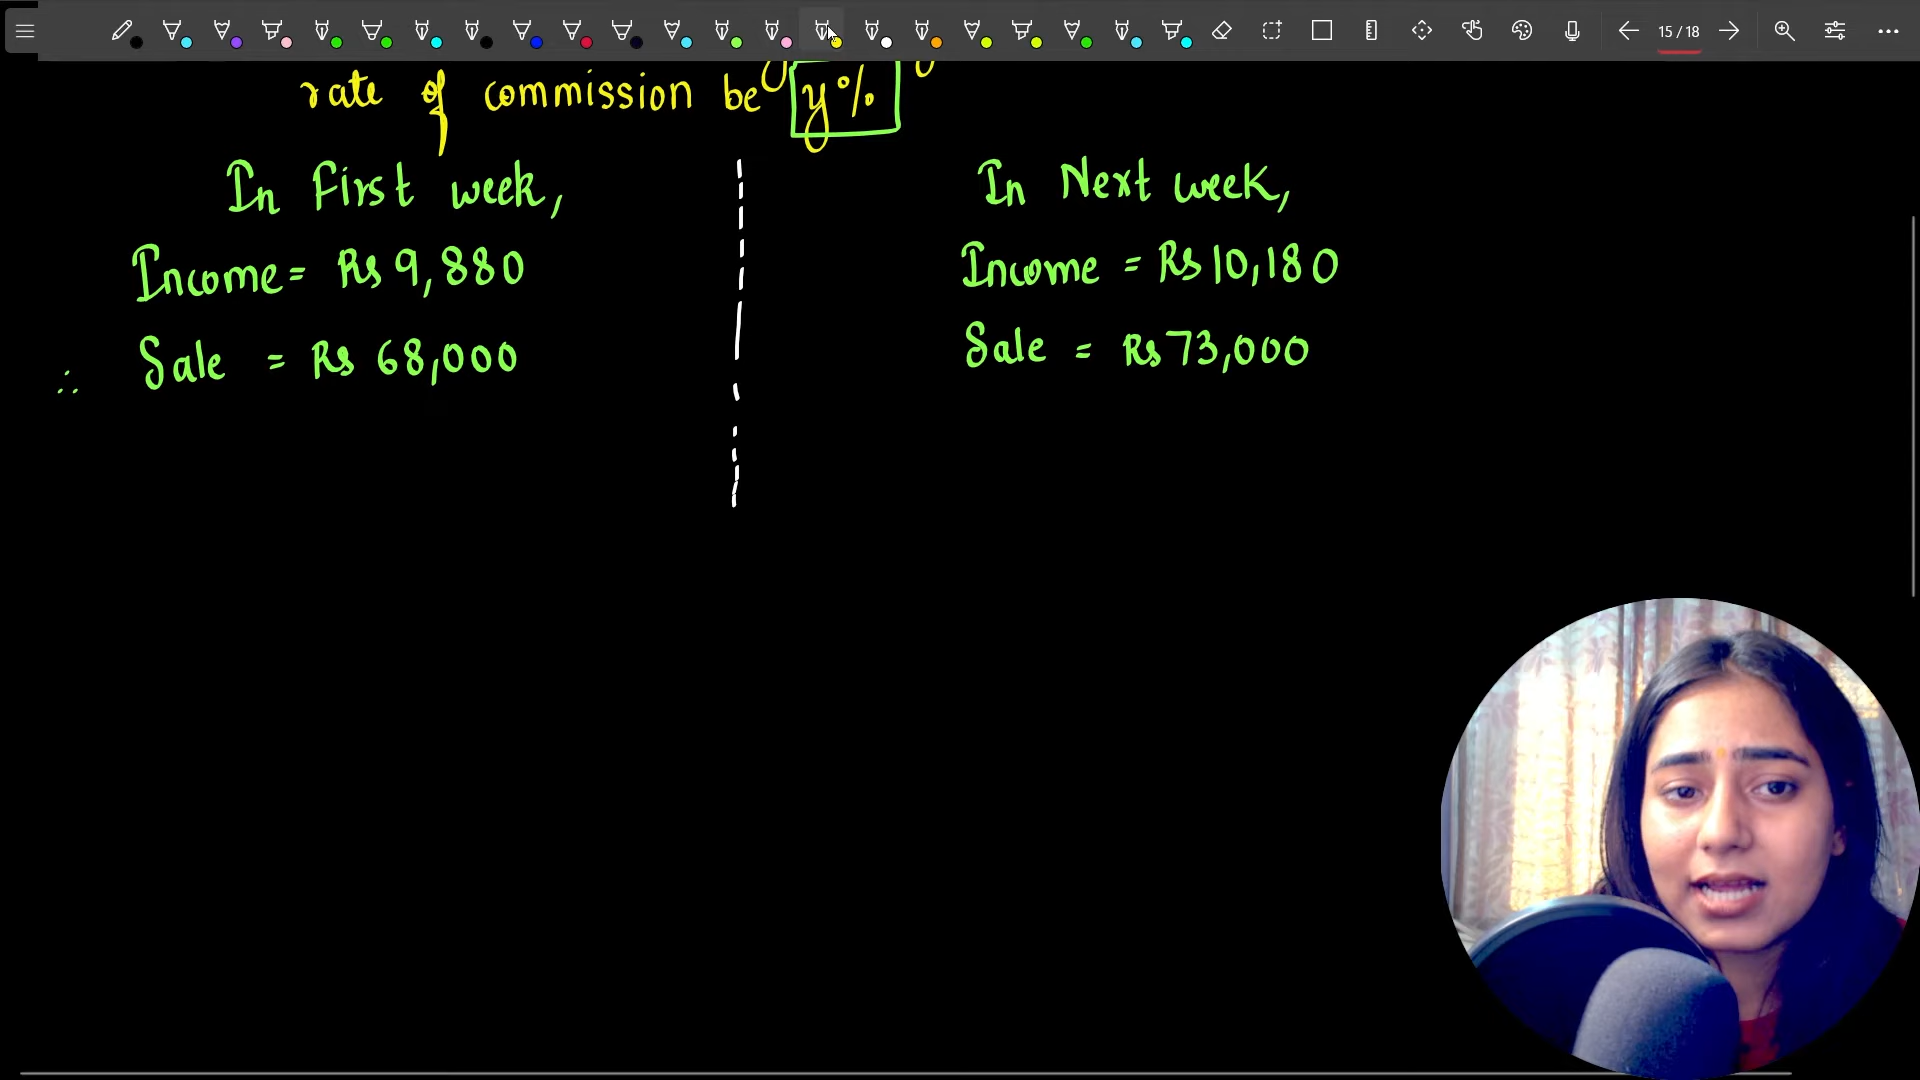 15 / 18
rate of commission be y%
In First week,
Income = Rs 9,880
∴ Sale = Rs 68,000
In Next week,
Income = Rs 10,180
Sale = Rs 73,000